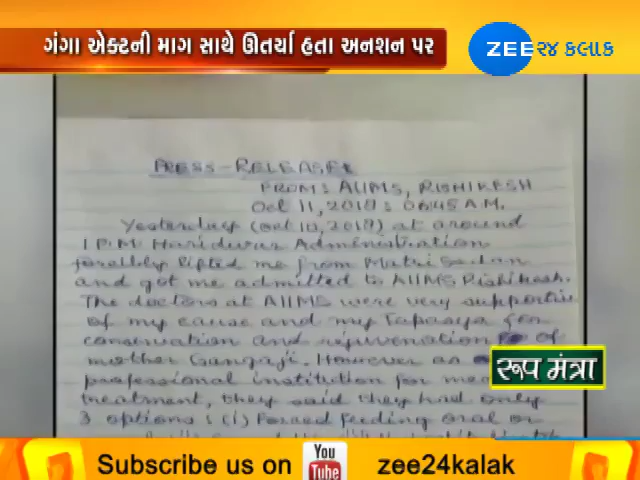 ગંગા એક્ટની માગ સાથે ઊતર્યા હતા અનશન પર
ZEE ૨૪ કલાક
PRESS-RELEASE
FROM: AIIMS, RISHIKESH
Oct 11, 2018: 06:45 A.M.
Yesterday (Oct 10, 2018) at around
1 P.M Haridwar Administration
forcibly lifted me from Matri Sadan
and got me admitted to AIIMS Rishikesh.
The doctors at AIIMS were very supportive
of my cause and my Tapasya for
conservation and rejuvenation of
mother Gangaji. However as
professional institution for
treatment, they said they had only
3 options: (i) Forced feeding oral or
રૂપ મંત્રા
Subscribe us on You Tube zee24kalak